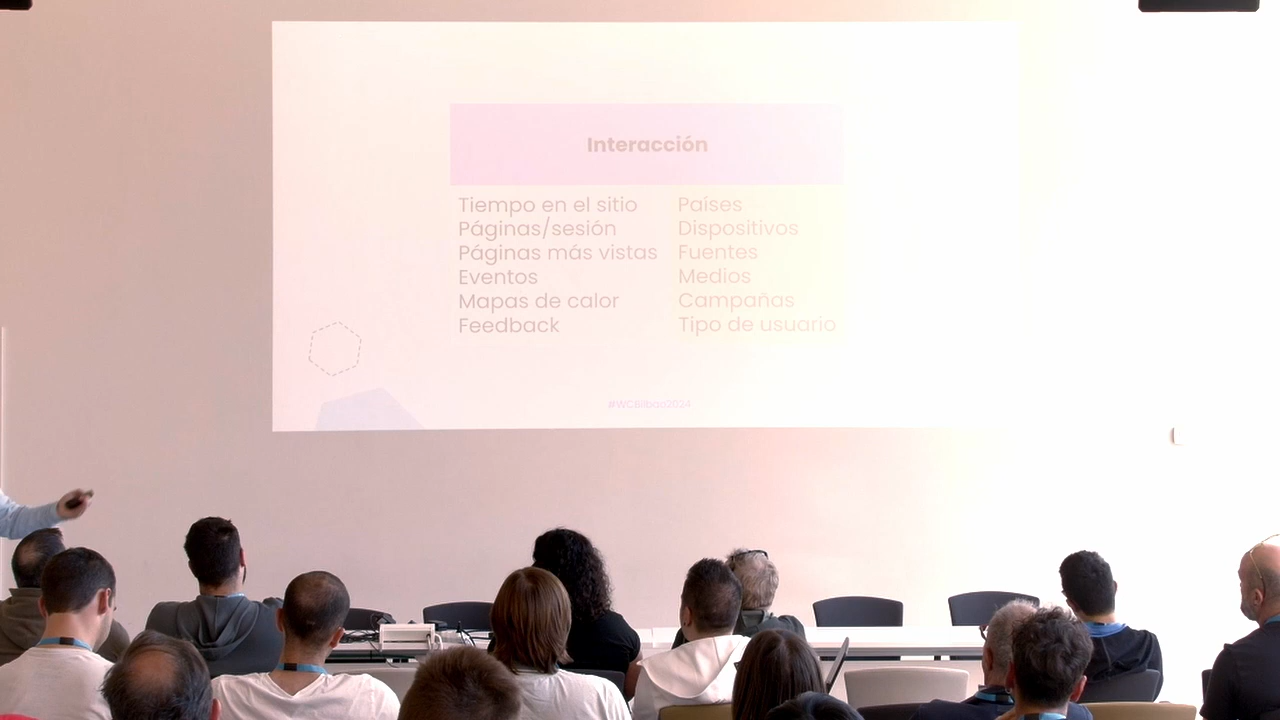 Interacción
Tiempo en el sitio
Páginas/sesión
Páginas más vistas
Eventos
Mapas de calor
Feedback
Países
Dispositivos
Fuentes
Medios
Campañas
Tipo de usuario
#WCBilbao2024